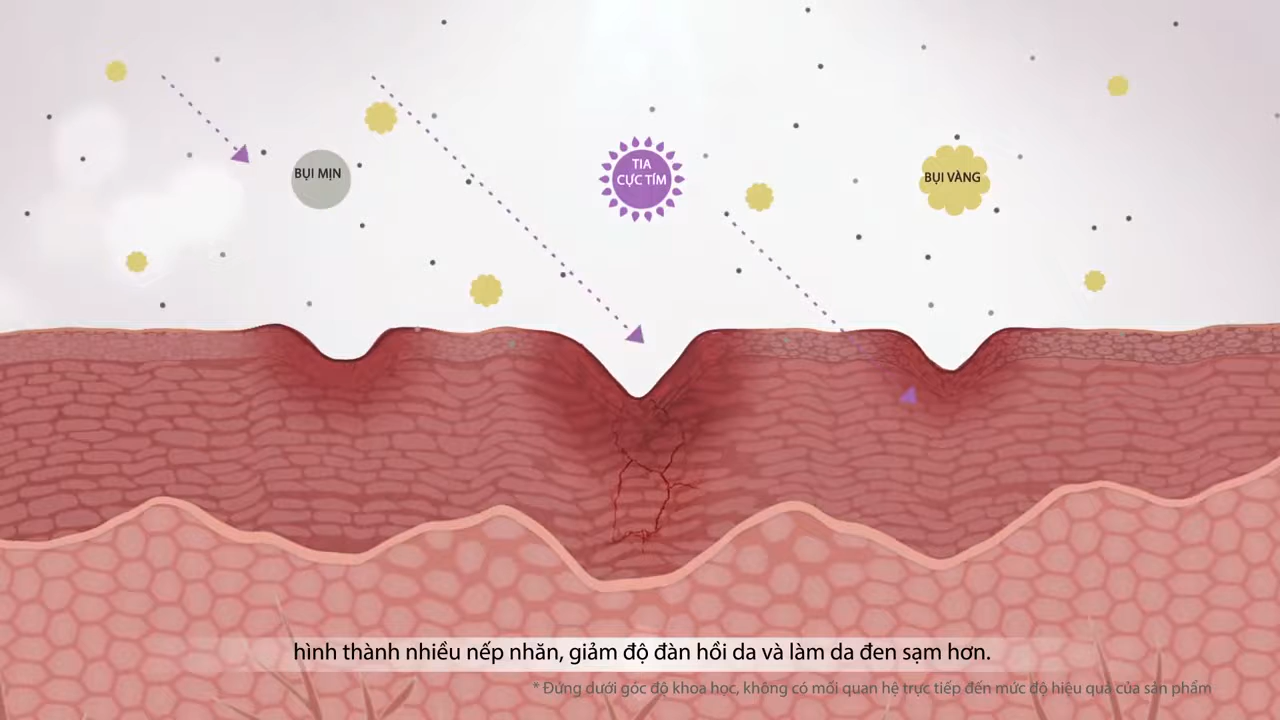 BỤI MỊN
TIA
CỰC TÍM
BỤI VÀNG
hình thành nhiều nếp nhăn, giảm độ đàn hồi da và làm da đen sạm hơn.
* Đứng dưới góc độ khoa học, không có mối quan hệ trực tiếp đến mức độ hiệu quả của sản phẩm